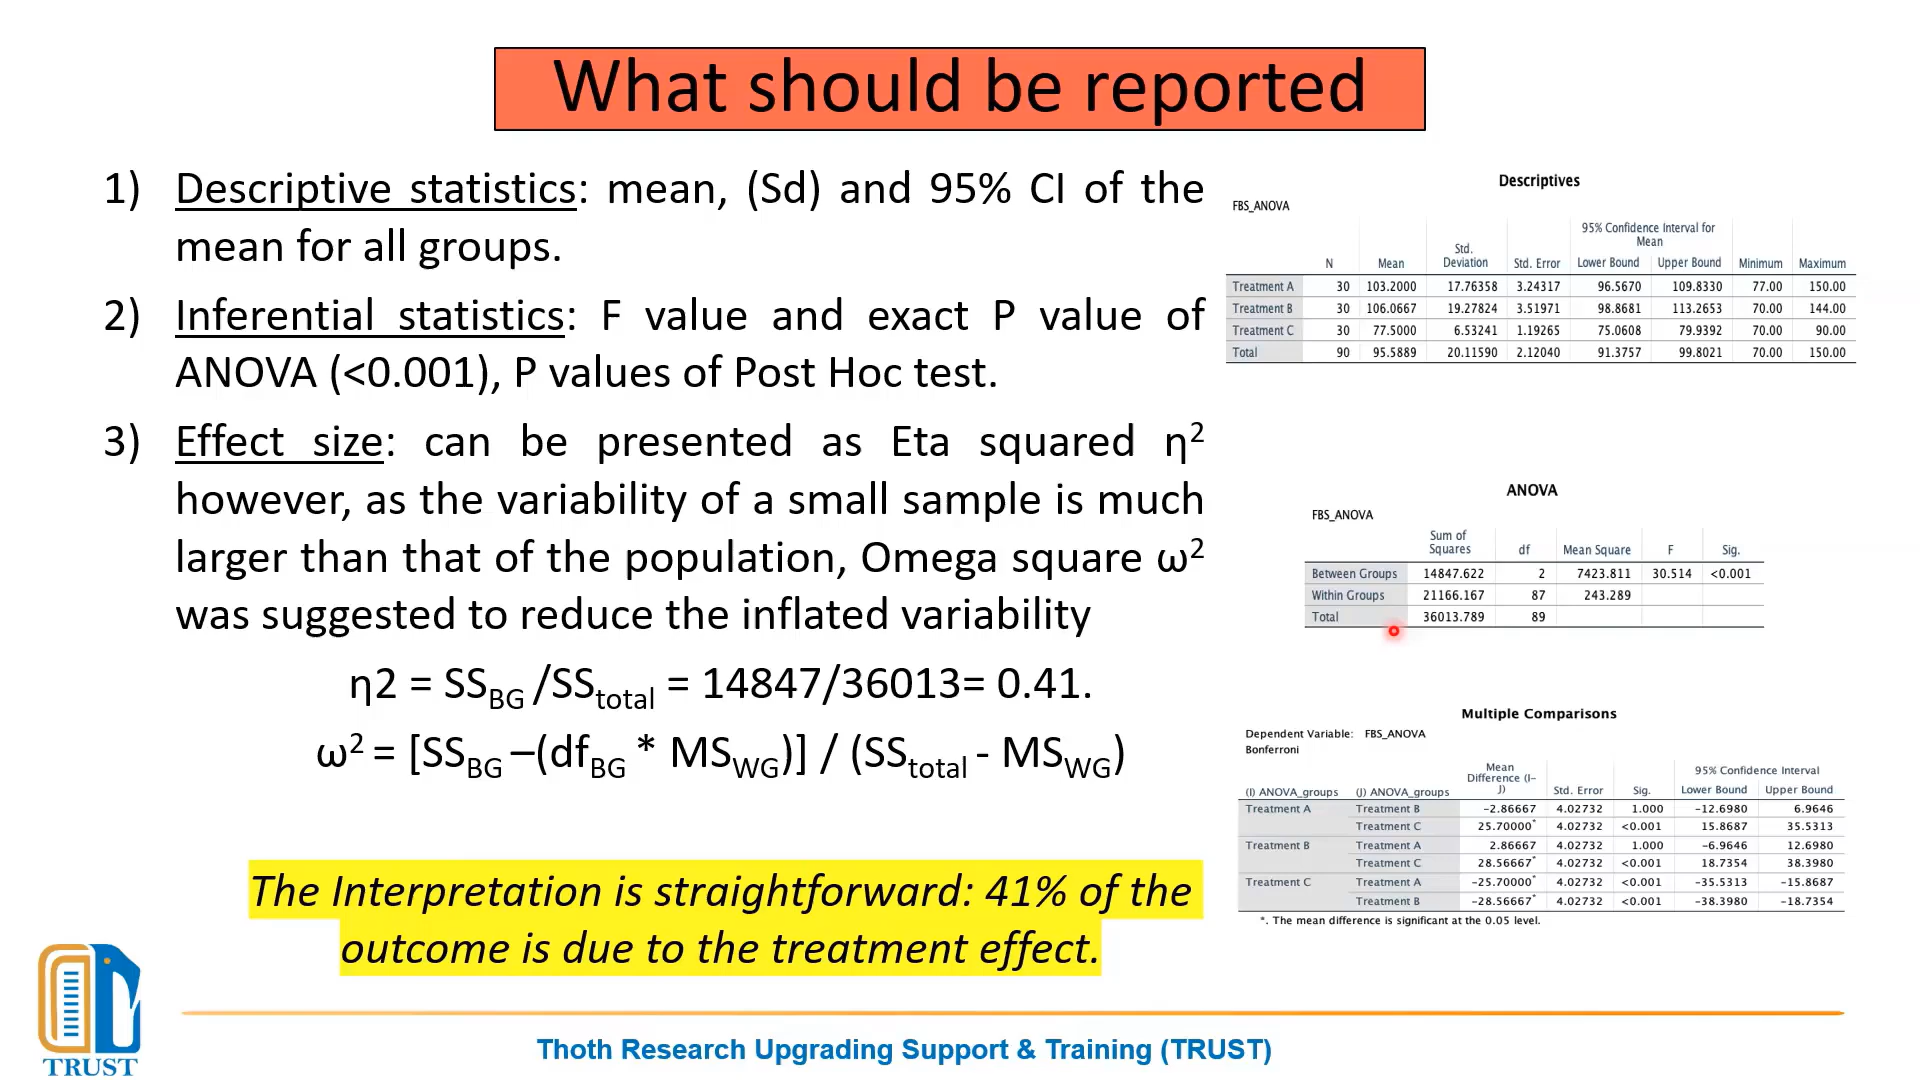 What should be reported
1) Descriptive statistics: mean, (Sd) and 95% CI of the
mean for all groups.
2) Inferential statistics: F value and exact P value of
ANOVA (<0.001), P values of Post Hoc test.
3) Effect size: can be presented as Eta squared η²
however, as the variability of a small sample is much
larger than that of the population, Omega square ω²
was suggested to reduce the inflated variability
η2 = SSBG /SStotal = 14847/36013= 0.41.
ω² = [SSBG –(dfBG * MSWG)] / (SStotal - MSWG)
The Interpretation is straightforward: 41% of the
outcome is due to the treatment effect.
Descriptives
FBS_ANOVA
95% Confidence Interval for
Mean
N Mean Std. Deviation Std. Error Lower Bound Upper Bound Minimum Maximum
Treatment A 30 103.2000 17.76358 3.24317 96.5670 109.8330 77.00 150.00
Treatment B 30 106.0667 19.27824 3.51971 98.8681 113.2653 70.00 144.00
Treatment C 30 77.5000 6.53241 1.19265 75.0608 79.9392 70.00 90.00
Total 90 95.5889 20.11590 2.12040 91.3757 99.8021 70.00 150.00
ANOVA
FBS_ANOVA
Sum of Squares df Mean Square F Sig.
Between Groups 14847.622 2 7423.811 30.514 <0.001
Within Groups 21166.167 87 243.289
Total 36013.789 89
Multiple Comparisons
Dependent Variable: FBS_ANOVA
Bonferroni
95% Confidence Interval
(I) ANOVA_groups (J) ANOVA_groups Mean Difference (I-J) Std. Error Sig. Lower Bound Upper Bound
Treatment A Treatment B -2.86667 4.02732 1.000 -12.6980 6.9646
Treatment C 25.70000* 4.02732 <0.001 15.8687 35.5313
Treatment B Treatment A 2.86667 4.02732 1.000 -6.9646 12.6980
Treatment C 28.56667* 4.02732 <0.001 18.7354 38.3980
Treatment C Treatment A -25.70000* 4.02732 <0.001 -35.5313 -15.8687
Treatment B -28.56667* 4.02732 <0.001 -38.3980 -18.7354
*. The mean difference is significant at the 0.05 level.
TRUST
Thoth Research Upgrading Support & Training (TRUST)